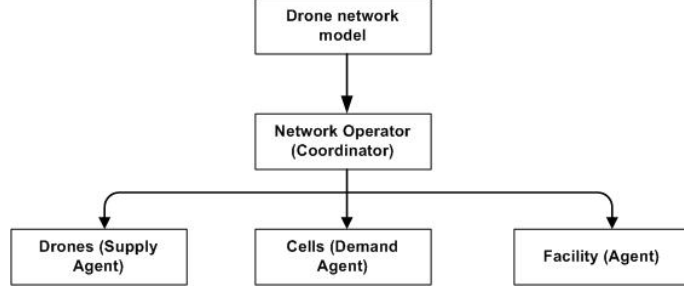 Drone network
model
Network Operator
(Coordinator)
Drones (Supply
Agent)
Cells (Demand
Agent)
Facility (Agent)